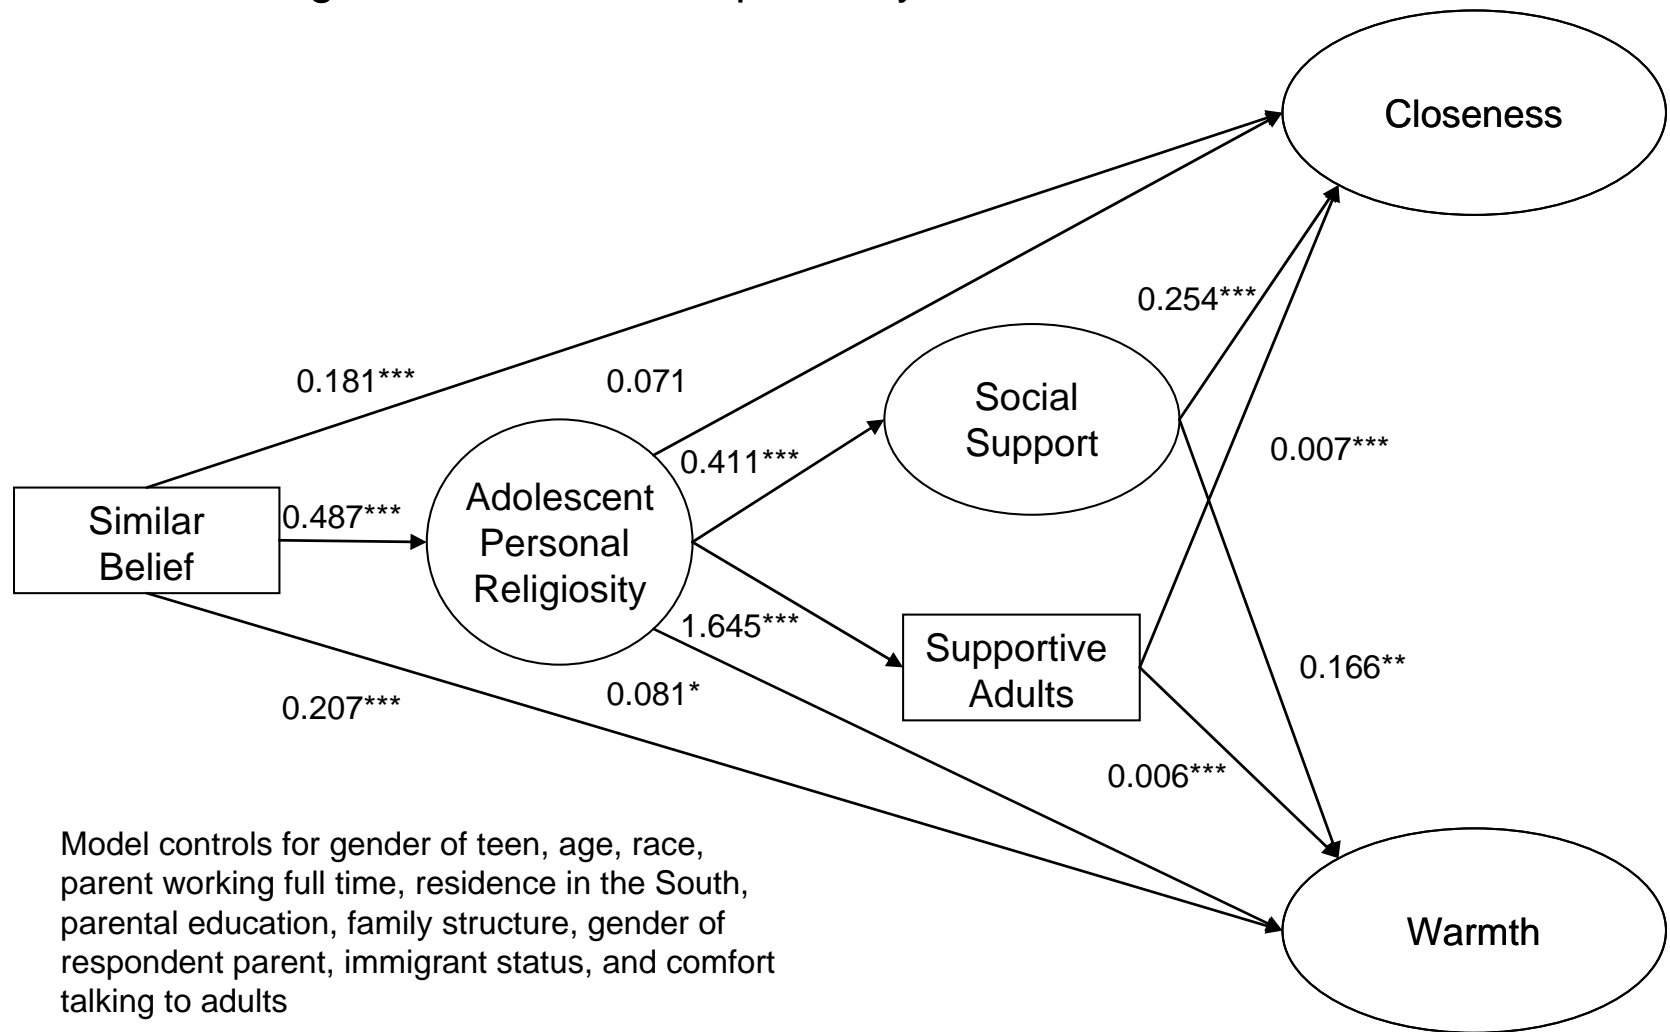 Closeness
0.254***
0.181***
0.071
Social
Support
0.411***
0.007***
Similar
Belief
0.487***
Adolescent
Personal
Religiosity
1.645***
Supportive
Adults
0.166**
0.207***
0.081*
0.006***
Model controls for gender of teen, age, race,
parent working full time, residence in the South,
parental education, family structure, gender of
respondent parent, immigrant status, and comfort
talking to adults
Warmth